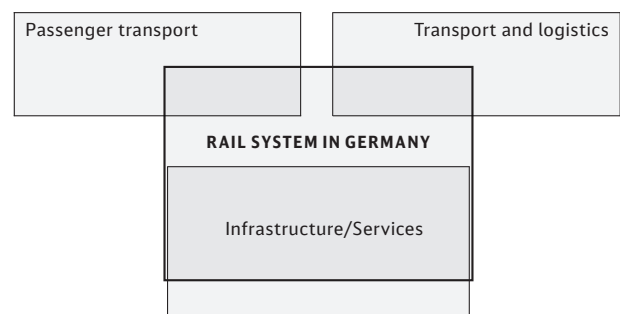 Passenger transport
Transport and logistics
RAIL SYSTEM IN GERMANY
Infrastructure/Services